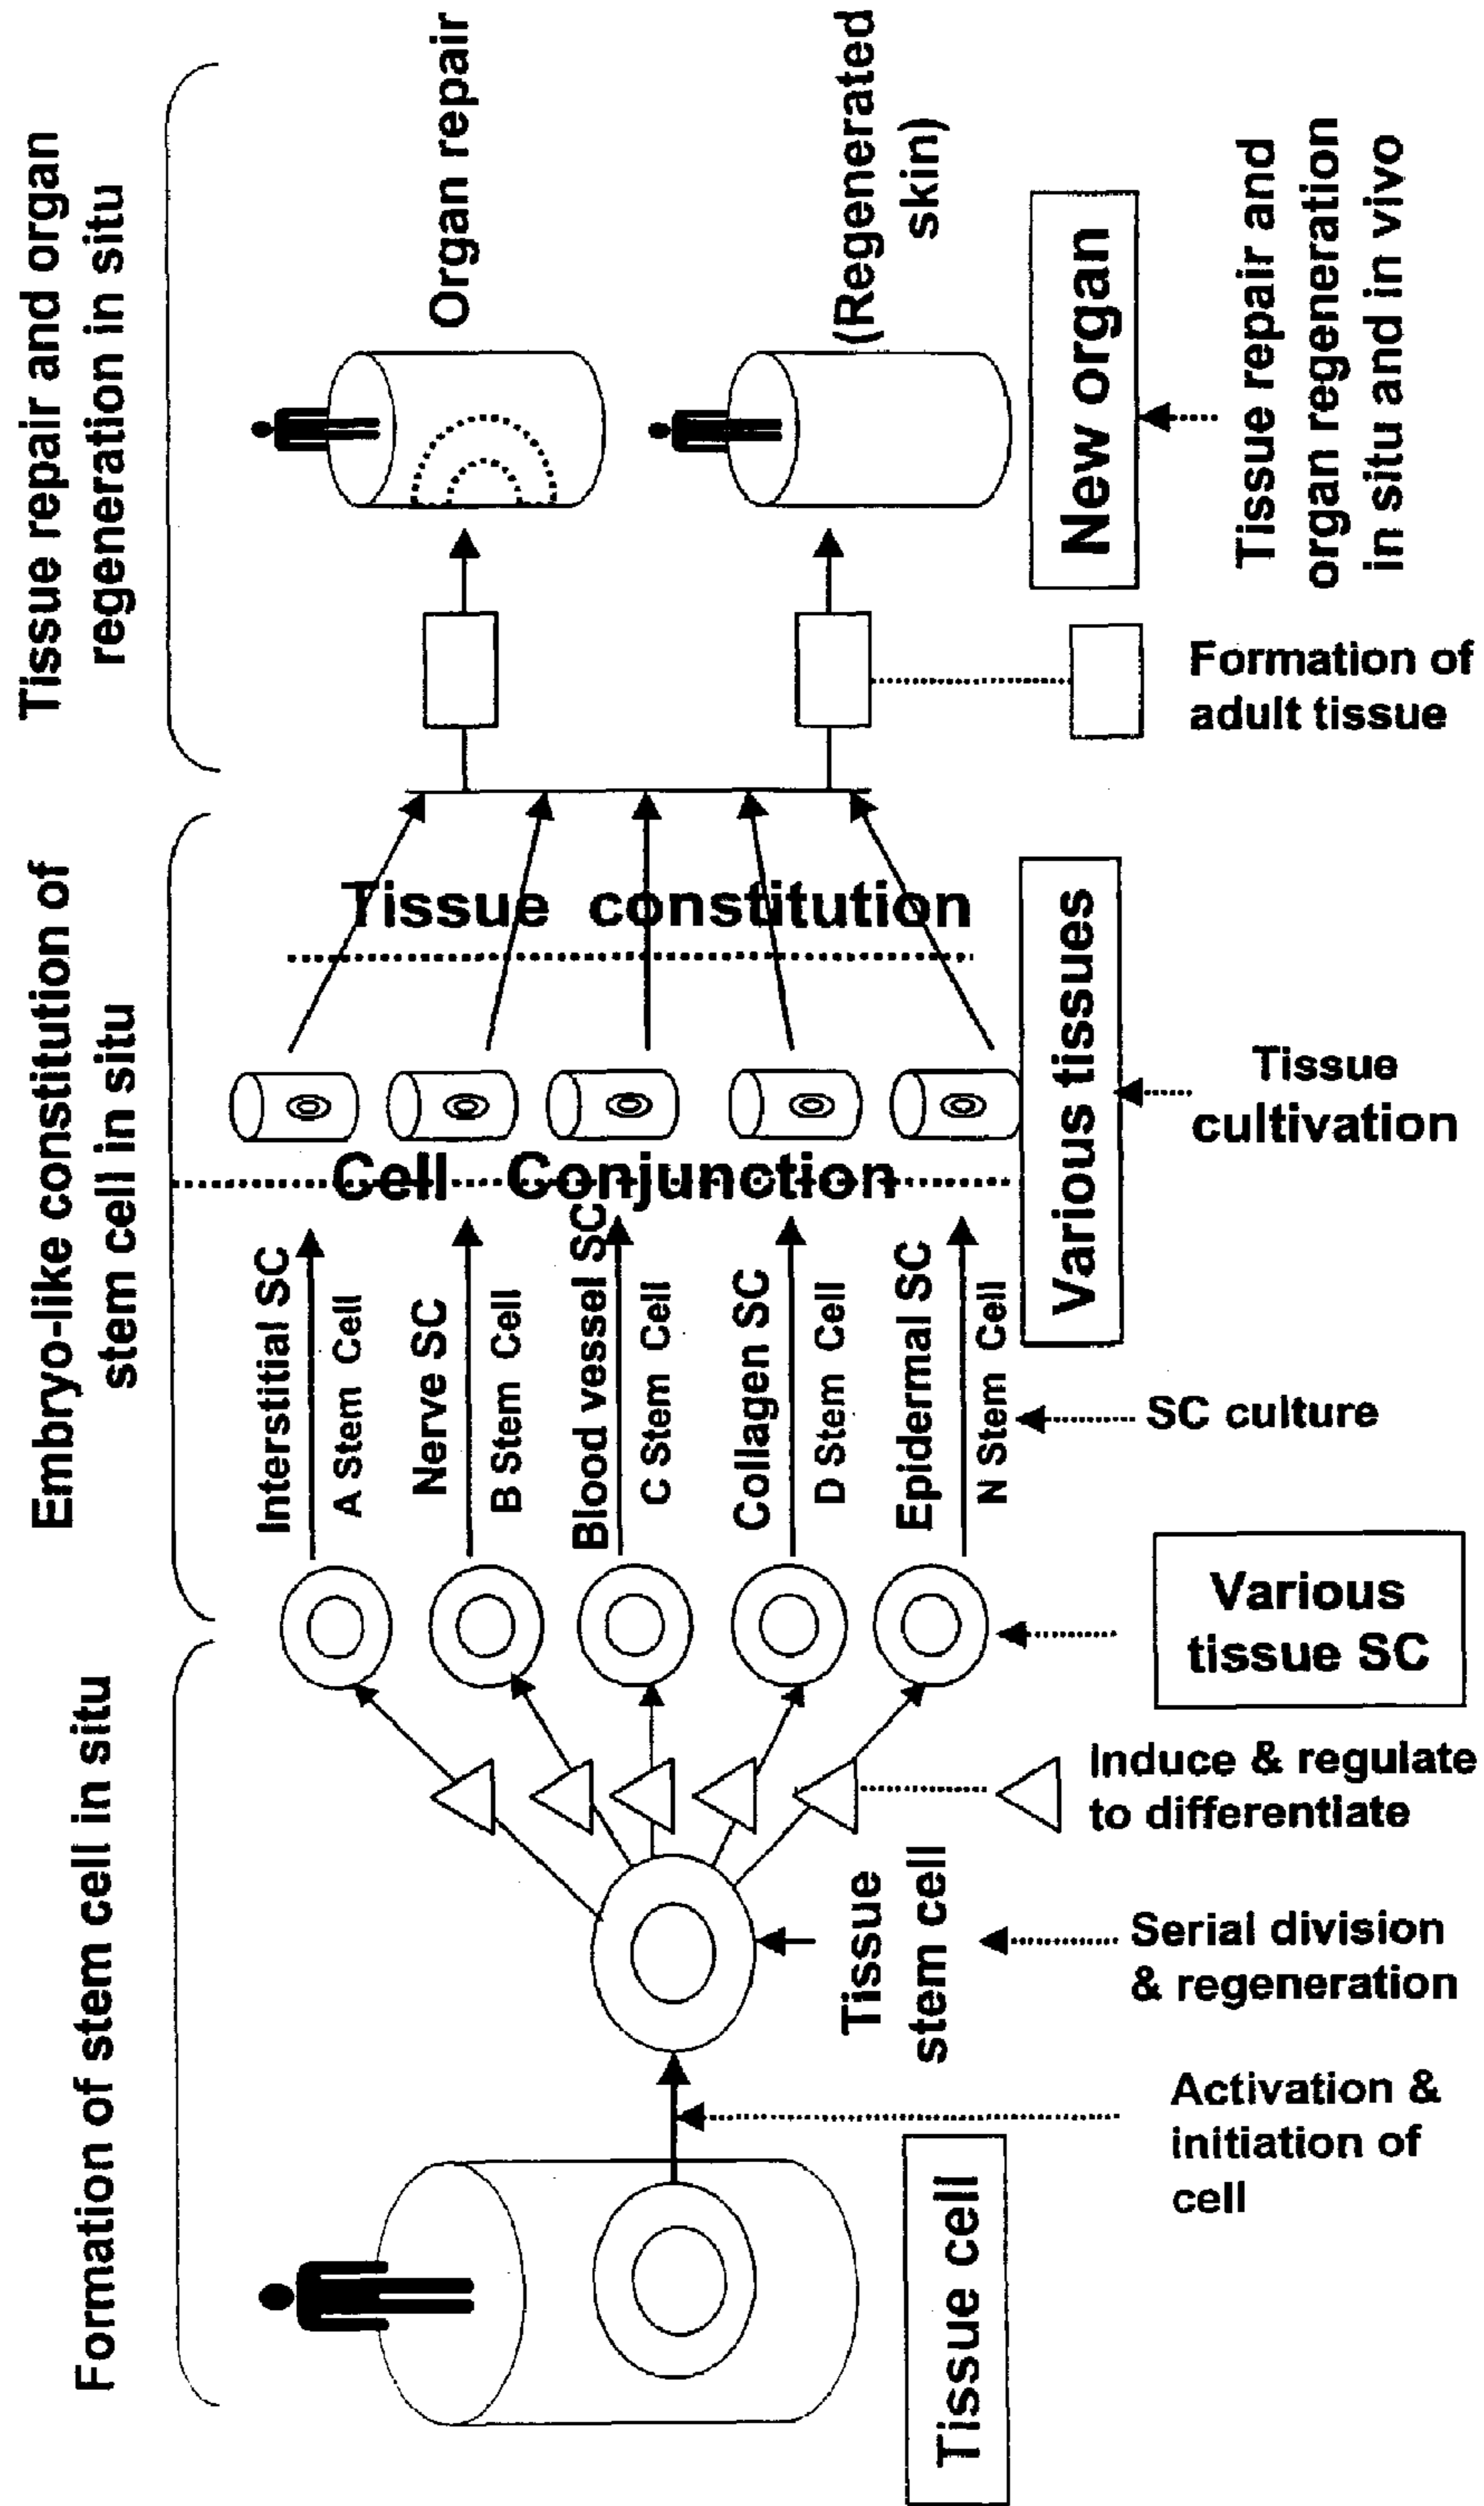 Formation of stem cell in situ
Embryo-like constitution of
stem cell in situ
Tissue repair and organ
regeneration in situ
Interstitial SC
A Stem Cell
Nerve SC
B Stem Cell
Blood vessel SC
C Stem Cell
Collagen SC
D Stem Cell
Epidermal SC
N Stem Cell
Cell Conjunction
Tissue constitution
Organ repair
(Regenerated
skin)
Tissue cell
Tissue
stem cell
Various tissues
New organ
Activation &
initiation of
cell
Serial division
& regeneration
Induce & regulate
to differentiate
Various
tissue SC
SC culture
Tissue
cultivation
Formation of
adult tissue
Tissue repair and
organ regeneration
in situ and in vivo